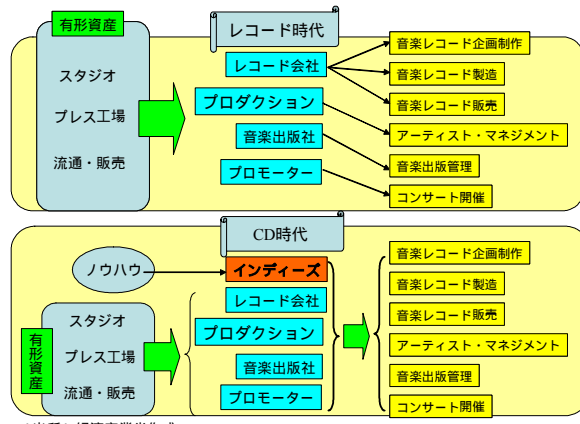 有形資産
スタジオ
プレス工場
流通・販売
レコード時代
レコード会社
プロダクション
音楽出版社
プロモーター
音楽レコード企画制作
音楽レコード製造
音楽レコード販売
アーティスト・マネジメント
音楽出版管理
コンサート開催
CD時代
ノウハウ
インディーズ
有形資産
スタジオ
プレス工場
流通・販売
レコード会社
プロダクション
音楽出版社
プロモーター
音楽レコード企画制作
音楽レコード製造
音楽レコード販売
アーティスト・マネジメント
音楽出版管理
コンサート開催